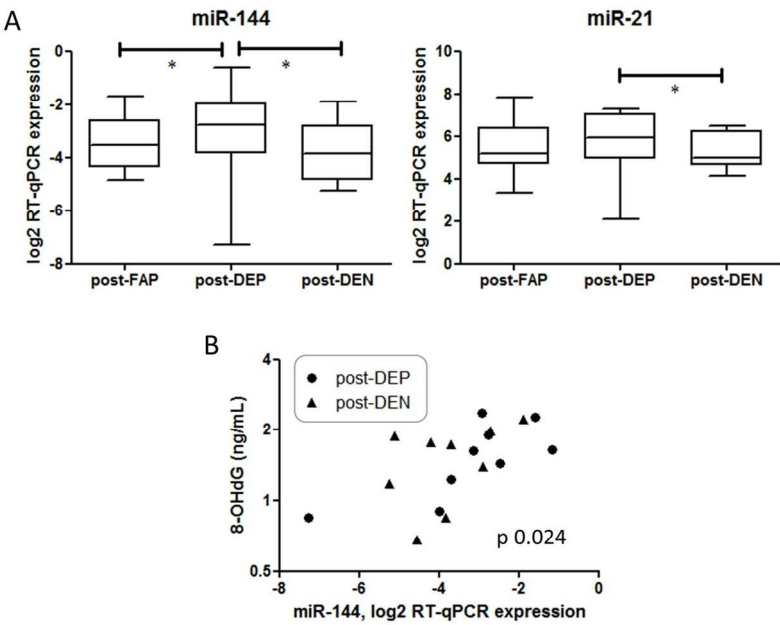 A
miR-144
log2 RT-qPCR expression
0
-2
-4
-6
-8
*
*
post-FAP
post-DEP
post-DEN
miR-21
log2 RT-qPCR expression
10
8
6
4
2
0
*
post-FAP
post-DEP
post-DEN
B
8-OHdG (ng/mL)
4
2
1
0.5
post-DEP
post-DEN
p 0.024
-8
-6
-4
-2
0
miR-144, log2 RT-qPCR expression